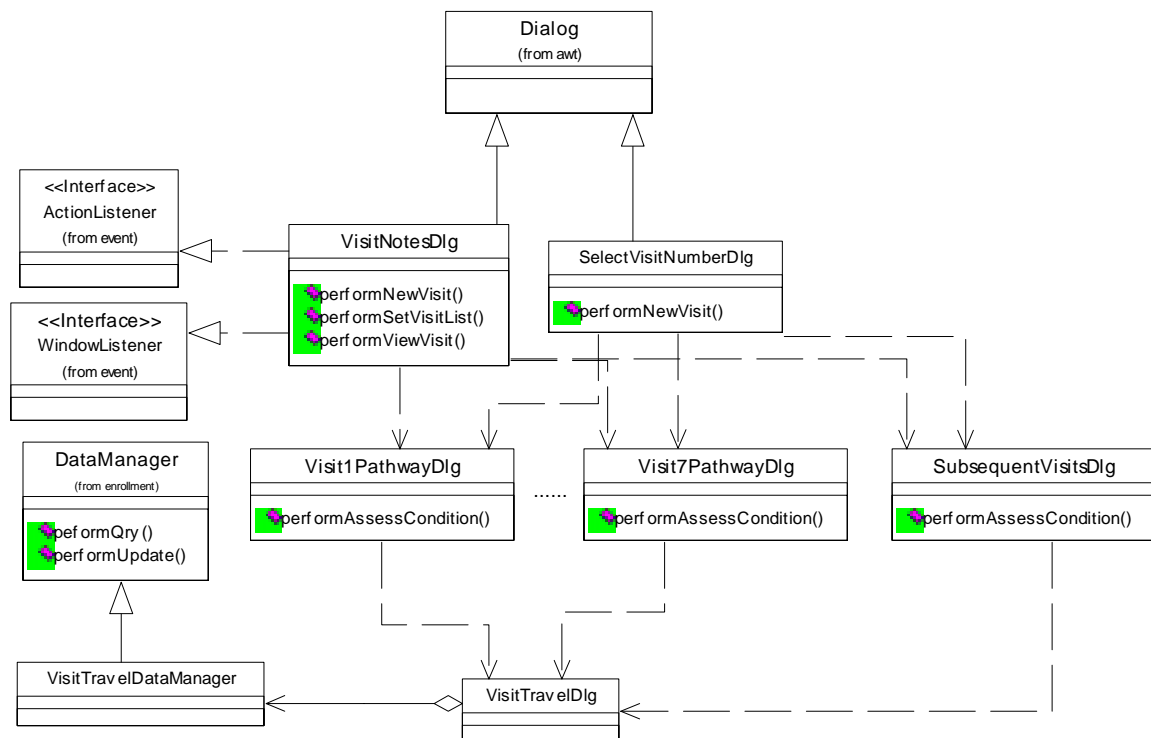 Dialog
(from awt)
<<Interface>>
ActionListener
(from event)
VisitNotesDlg
performNewVisit()
performSetVisitList()
performViewVisit()
SelectVisitNumberDlg
performNewVisit()
<<Interface>>
WindowListener
(from event)
DataManager
(from enrollment)
peformQry()
performUpdate()
Visit1PathwayDlg
performAssessCondition()
......
Visit7PathwayDlg
performAssessCondition()
SubsequentVisitsDlg
performAssessCondition()
VisitTravelDataManager
VisitTravelDlg